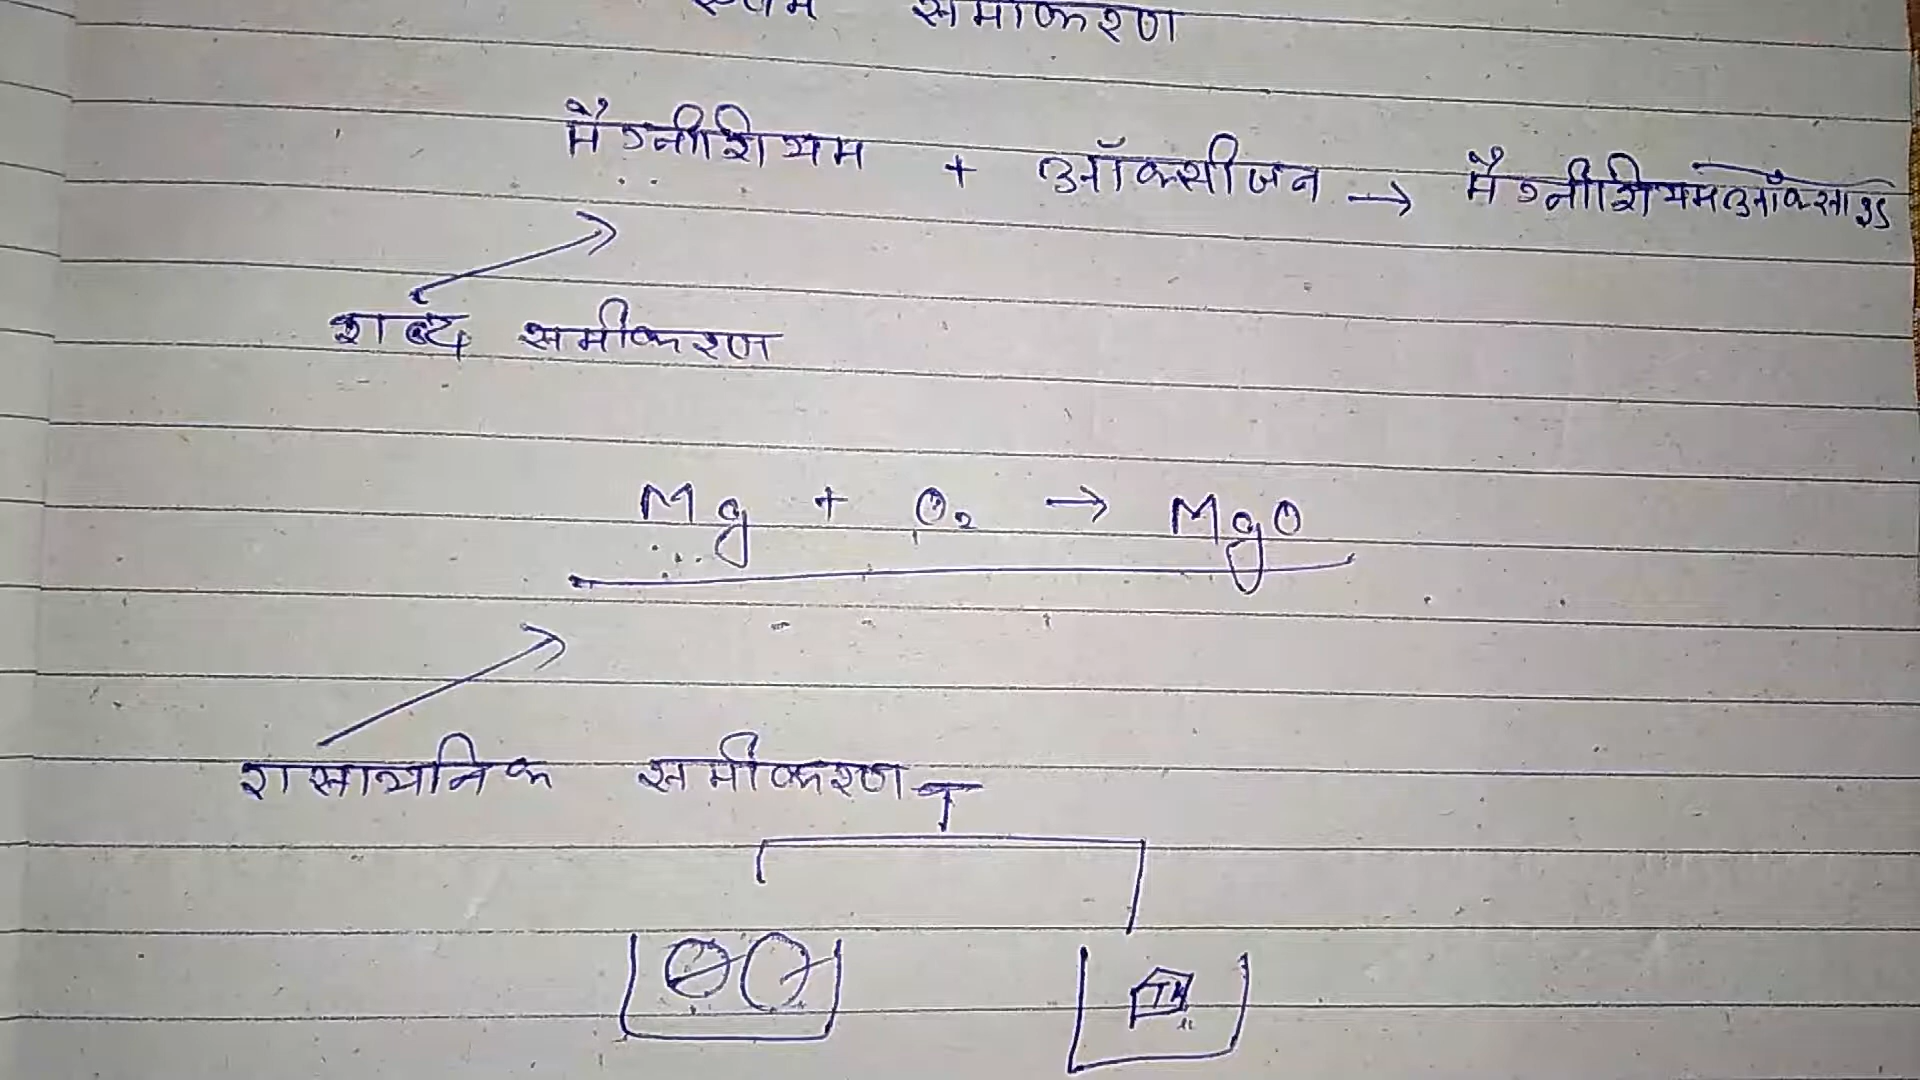 समीकरण
मैग्नीशियम + ऑक्सीजन → मैग्नीशियमऑक्साइड
शब्द समीकरण
Mg + O₂ → MgO
रासायनिक समीकरण